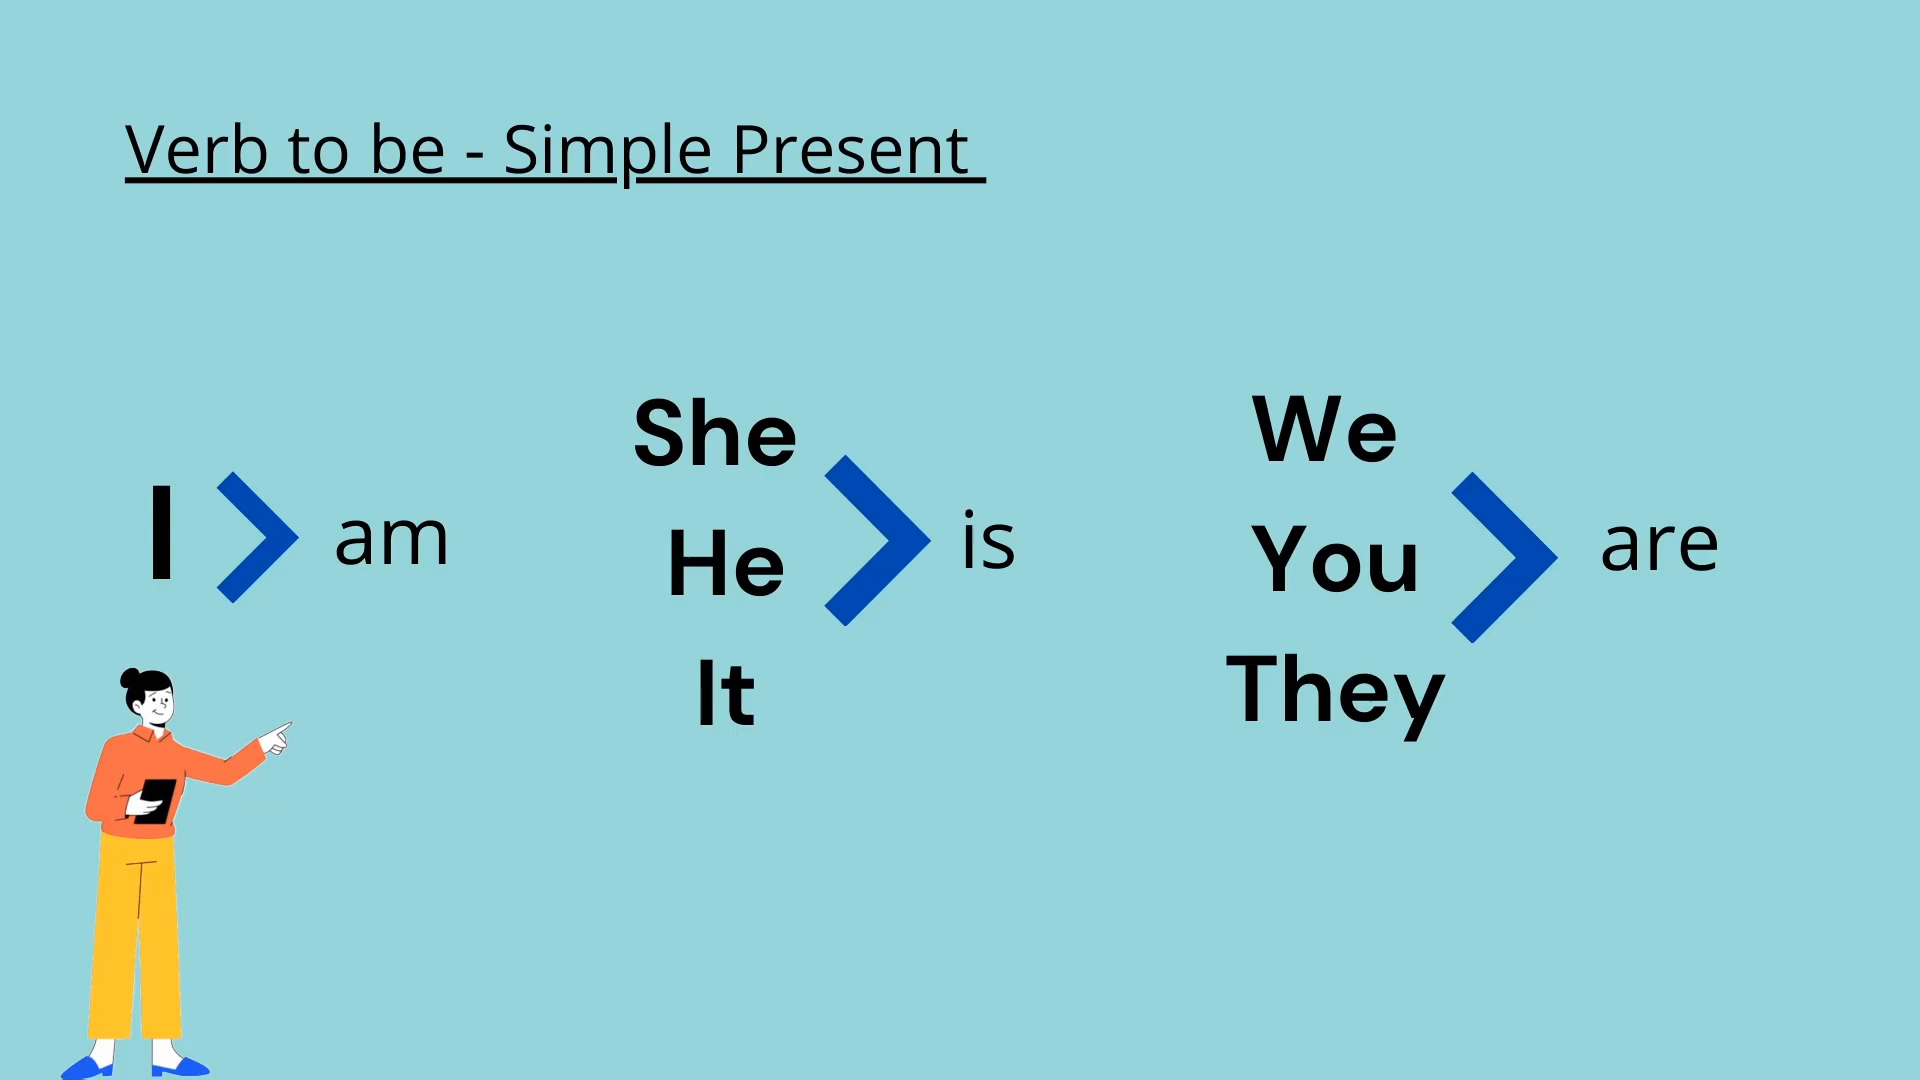 Verb to be - Simple Present
I am
She
He
It
is
We
You
They
are